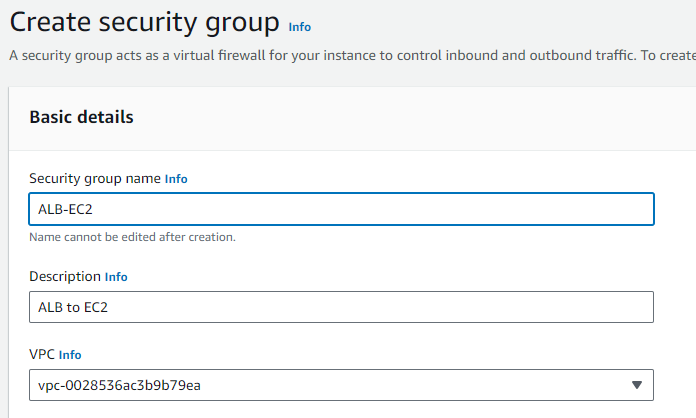 Create security group Info
A security group acts as a virtual firewall for your instance to control inbound and outbound traffic. To create
Basic details
Security group name Info
ALB-EC2
Name cannot be edited after creation.
Description Info
ALB to EC2
VPC Info
vpc-0028536ac3b9b79ea